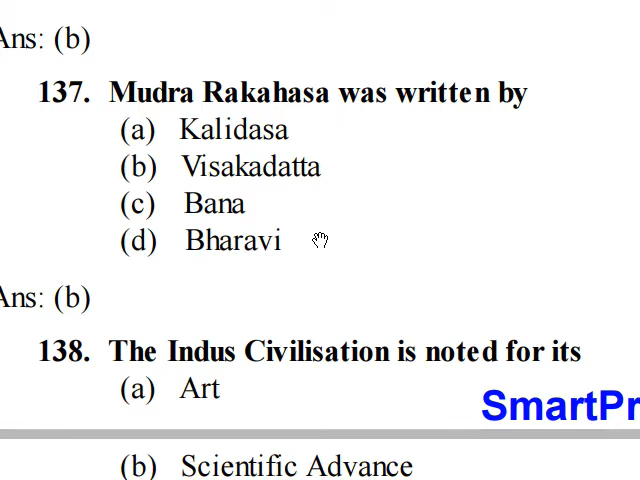 Ans: (b)
137. Mudra Rakahasa was written by
(a) Kalidasa
(b) Visakadatta
(c) Bana
(d) Bharavi
Ans: (b)
138. The Indus Civilisation is noted for its
(a) Art
SmartPr
(b) Scientific Advance